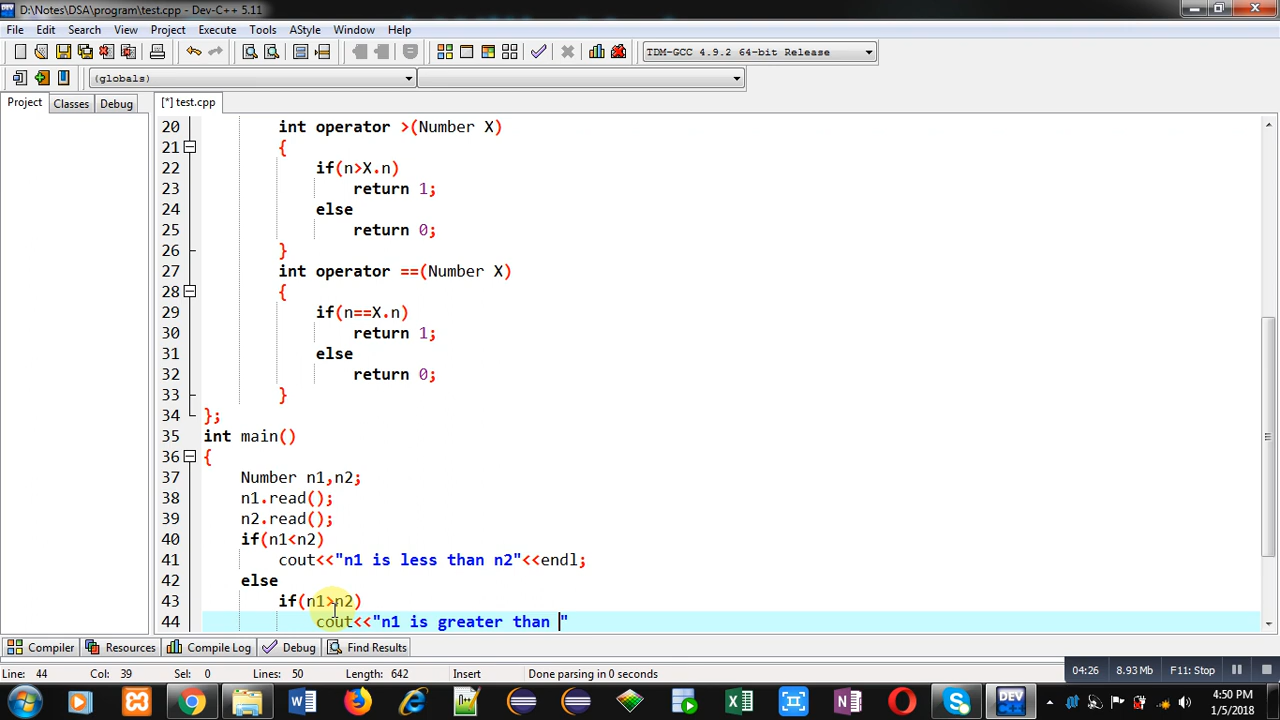 D:\Notes\DSA\program\test.cpp - Dev-C++ 5.11
File Edit Search View Project Execute Tools AStyle Window Help
TDM-GCC 4.9.2 64-bit Release
(globals)
Project Classes Debug
[*] test.cpp
20 int operator >(Number X)
21 {
22 if(n>X.n)
23 return 1;
24 else
25 return 0;
26 }
27 int operator ==(Number X)
28 {
29 if(n==X.n)
30 return 1;
31 else
32 return 0;
33 }
34 };
35 int main()
36 {
37 Number n1,n2;
38 n1.read();
39 n2.read();
40 if(n1<n2)
41 cout<<"n1 is less than n2"<<endl;
42 else
43 if(n1>n2)
44 cout<<"n1 is greater than "
Compiler Resources Compile Log Debug Find Results
Line: 44 Col: 39 Sel: 0 Lines: 50 Length: 642 Insert Done parsing in 0 seconds
04:26 8.93 Mb F11: Stop
DEV
4:50 PM
1/5/2018